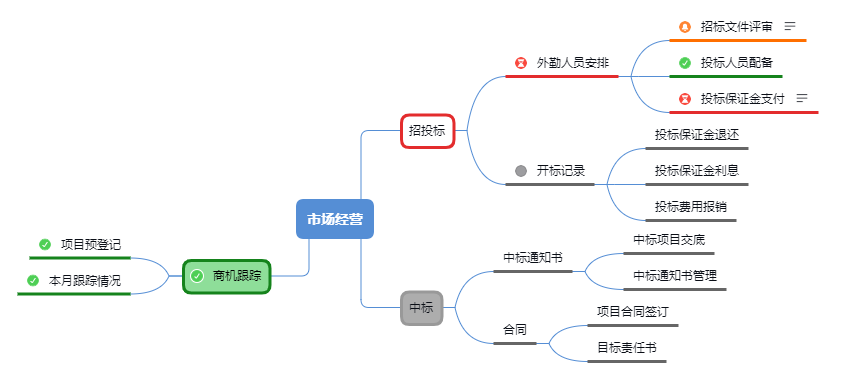 市场经营
招投标
外勤人员安排
招标文件评审
投标人员配备
投标保证金支付
开标记录
投标保证金退还
投标保证金利息
投标费用报销
中标
中标通知书
中标项目交底
中标通知书管理
合同
项目合同签订
目标责任书
商机跟踪
项目预登记
本月跟踪情况